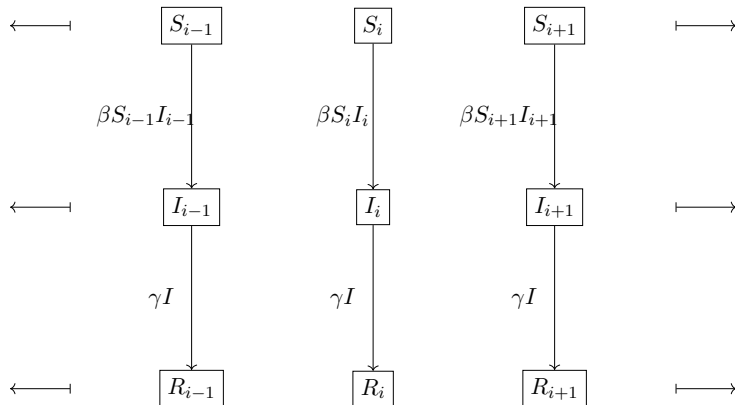 S_{i−1} S_i S_{i+1}
βS_{i−1}I_{i−1} βS_iI_i βS_{i+1}I_{i+1}
I_{i−1} I_i I_{i+1}
γI γI γI
R_{i−1} R_i R_{i+1}